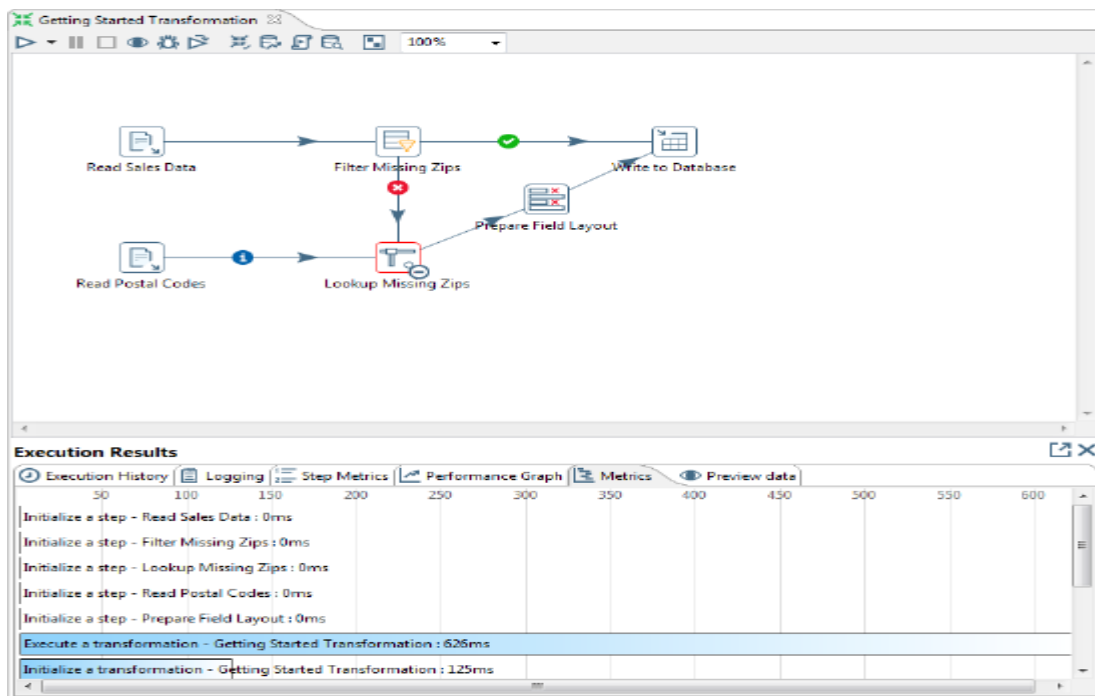 Getting Started Transformation
100%
Read Sales Data
Filter Missing Zips
Write to Database
Prepare Field Layout
Read Postal Codes
Lookup Missing Zips
Execution Results
Execution History Logging Step Metrics Performance Graph Metrics Preview data
50 100 150 200 250 300 350 400 450 500 550 600
Initialize a step - Read Sales Data : 0ms
Initialize a step - Filter Missing Zips : 0ms
Initialize a step - Lookup Missing Zips : 0ms
Initialize a step - Read Postal Codes : 0ms
Initialize a step - Prepare Field Layout : 0ms
Execute a transformation - Getting Started Transformation : 626ms
Initialize a transformation - Getting Started Transformation : 125ms